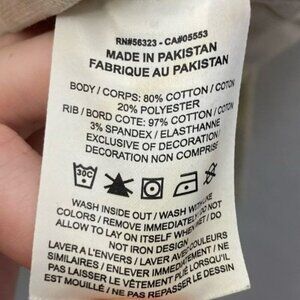 RN#56323 - CA#05553
MADE IN PAKISTAN
FABRIQUE AU PAKISTAN
BODY / CORPS: 80% COTTON / COTON
20% POLYESTER
RIB / BORD COTE: 97% COTTON / COTON
3% SPANDEX / ELASTHANNE
EXCLUSIVE OF DECORATION /
DECORATION NON COMPRISE
30C
WASH INSIDE OUT / WASH WITH LIKE
COLORS / REMOVE IMMEDIATELY / DO NOT
ALLOW TO LAY ON ITSELF WHEN WET / DO
NOT IRON DESIGN
LAVER A L'ENVERS / LAVER AVEC COULEURS
SIMILAIRES / ENLEVER IMMEDIATEMENT / NE
PAS LAISSER LE VÊTEMENT PLIÉ LORSQU'IL
EST MOUILLÉ / NE PAS REPASSER LE DESSIN